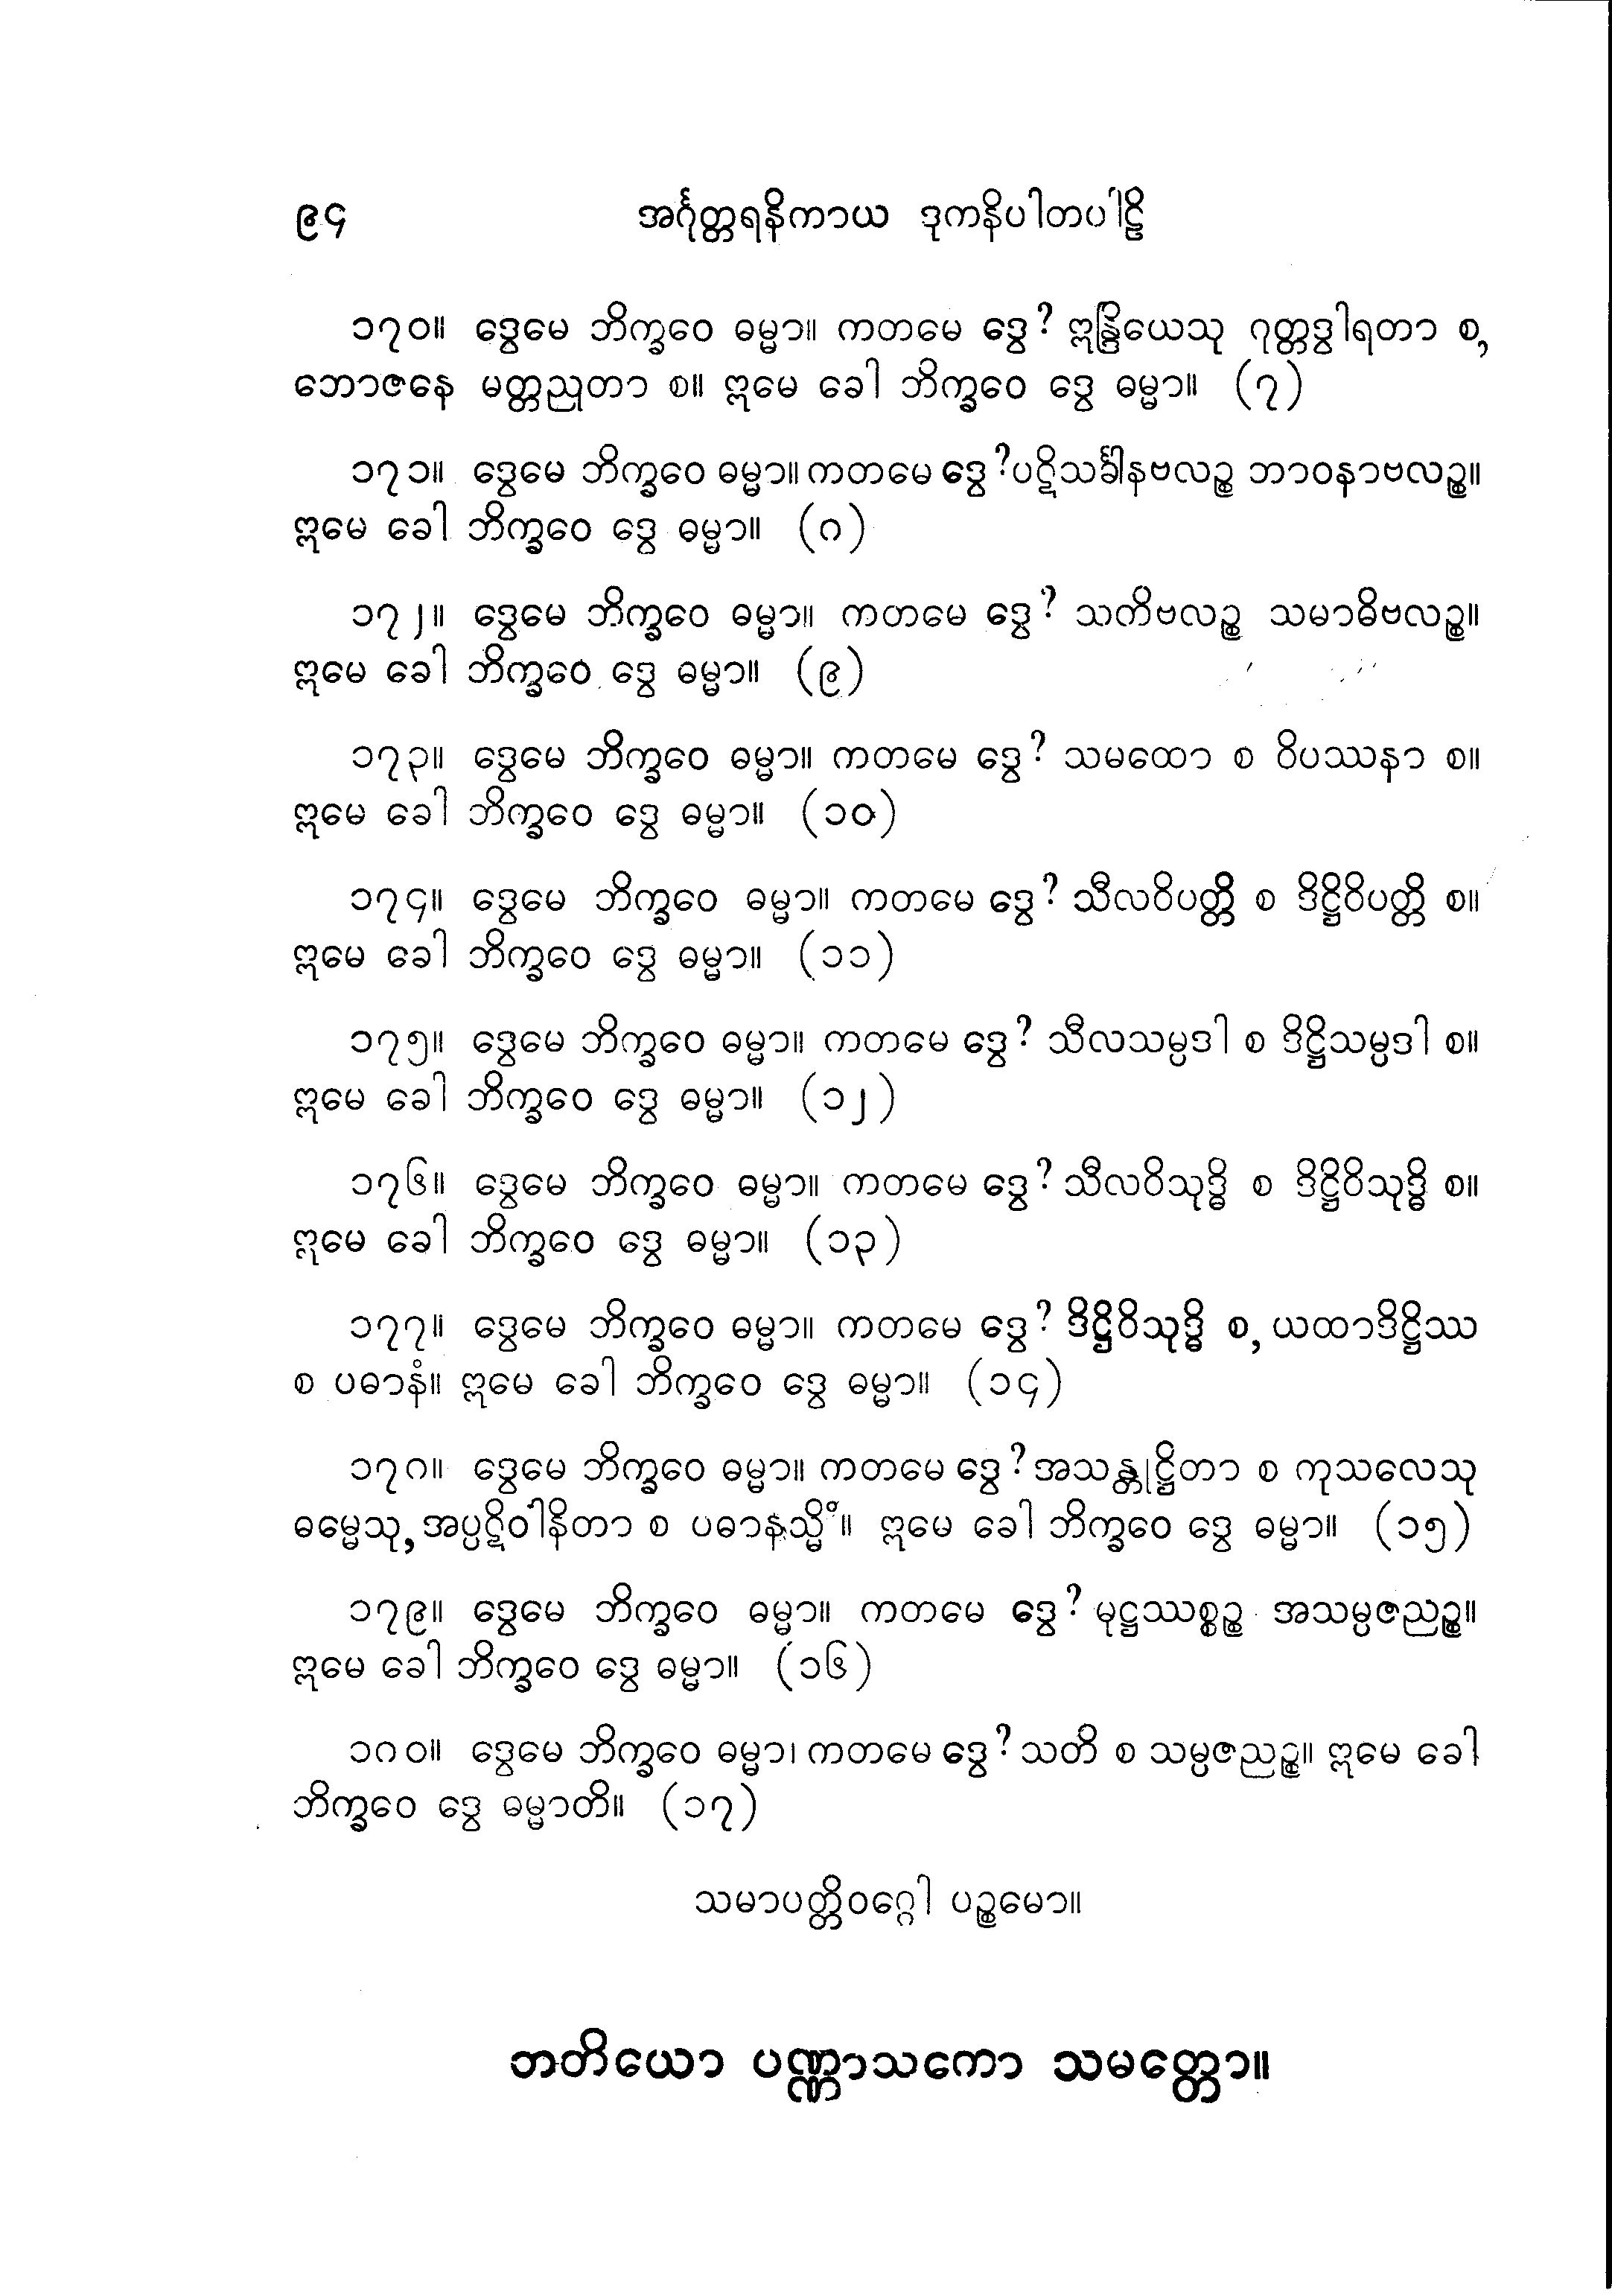 ၉၄ အင်္ဂုတ္တရနိကာယ ဒုကနိပါတပါဠိ
၁၇၀။ ဒွေမေ ဘိက္ခဝေ ဓမ္မာ။ ကတမေ ဒွေ? ဣန္ဒြိယေသု ဂုတ္တဒွါရတာ စ,
ဘောဇနေ မတ္တညုတာ စ။ ဣမေ ခေါ ဘိက္ခဝေ ဒွေ ဓမ္မာ။ (၇)
၁၇၁။ ဒွေမေ ဘိက္ခဝေ ဓမ္မာ။ ကတမေ ဒွေ? ပဋိသင်္ခါနဗလဉ္စ ဘာဝနာဗလဉ္စ။
ဣမေ ခေါ ဘိက္ခဝေ ဒွေ ဓမ္မာ။ (၈)
၁၇၂။ ဒွေမေ ဘိက္ခဝေ ဓမ္မာ။ ကတမေ ဒွေ? သတိဗလဉ္စ သမာဓိဗလဉ္စ။
ဣမေ ခေါ ဘိက္ခဝေ ဒွေ ဓမ္မာ။ (၉)
၁၇၃။ ဒွေမေ ဘိက္ခဝေ ဓမ္မာ။ ကတမေ ဒွေ? သမထော စ ဝိပဿနာ စ။
ဣမေ ခေါ ဘိက္ခဝေ ဒွေ ဓမ္မာ။ (၁၀)
၁၇၄။ ဒွေမေ ဘိက္ခဝေ ဓမ္မာ။ ကတမေ ဒွေ? သီလဝိပတ္တိ စ ဒိဋ္ဌိဝိပတ္တိ စ။
ဣမေ ခေါ ဘိက္ခဝေ ဒွေ ဓမ္မာ။ (၁၁)
၁၇၅။ ဒွေမေ ဘိက္ခဝေ ဓမ္မာ။ ကတမေ ဒွေ? သီလသမ္ပဒါ စ ဒိဋ္ဌိသမ္ပဒါ စ။
ဣမေ ခေါ ဘိက္ခဝေ ဒွေ ဓမ္မာ။ (၁၂)
၁၇၆။ ဒွေမေ ဘိက္ခဝေ ဓမ္မာ။ ကတမေ ဒွေ? သီလဝိသုဒ္ဓိ စ ဒိဋ္ဌိဝိသုဒ္ဓိ စ။
ဣမေ ခေါ ဘိက္ခဝေ ဒွေ ဓမ္မာ။ (၁၃)
၁၇၇။ ဒွေမေ ဘိက္ခဝေ ဓမ္မာ။ ကတမေ ဒွေ? ဒိဋ္ဌိဝိသုဒ္ဓိ စ, ယထာဒိဋ္ဌိဿ
စ ပဓာနံ။ ဣမေ ခေါ ဘိက္ခဝေ ဒွေ ဓမ္မာ။ (၁၄)
၁၇၈။ ဒွေမေ ဘိက္ခဝေ ဓမ္မာ။ ကတမေ ဒွေ? အသန္တုဋ္ဌိတာ စ ကုသလေသု
ဓမ္မေသု, အပ္ပဋိဝါနိတာ စ ပဓာနသ္မိံ။ ဣမေ ခေါ ဘိက္ခဝေ ဒွေ ဓမ္မာ။ (၁၅)
၁၇၉။ ဒွေမေ ဘိက္ခဝေ ဓမ္မာ။ ကတမေ ဒွေ? မုဋ္ဌဿစ္စဉ္စ အသမ္ပဇညဉ္စ။
ဣမေ ခေါ ဘိက္ခဝေ ဒွေ ဓမ္မာ။ (၁၆)
၁၈၀။ ဒွေမေ ဘိက္ခဝေ ဓမ္မာ၊ ကတမေ ဒွေ? သတိ စ သမ္ပဇညဉ္စ။ ဣမေ ခေါ
ဘိက္ခဝေ ဒွေ ဓမ္မာတိ။ (၁၇)
သမာပတ္တိဝဂ္ဂေါ ပဉ္စမော။
တတိယော ပဏ္ဏာသကော သမတ္တော။